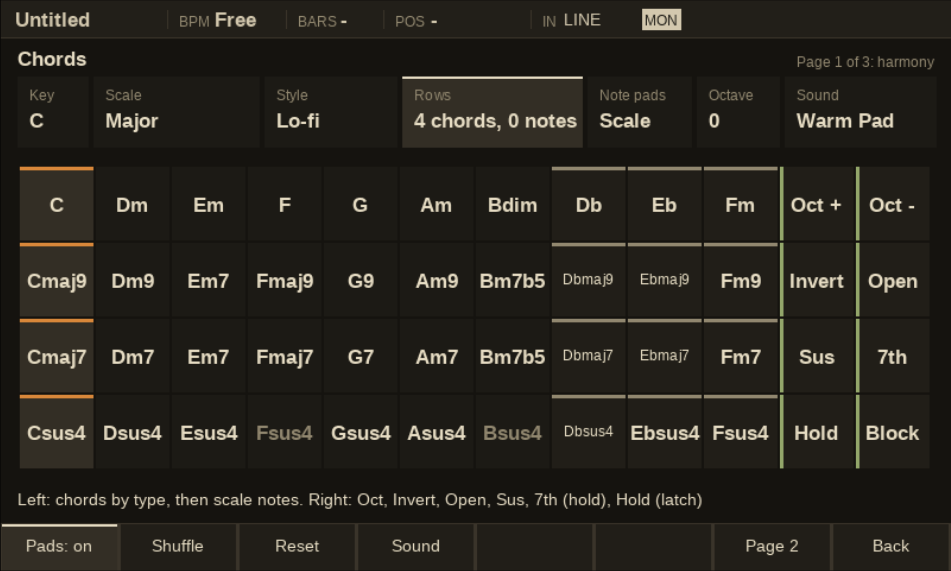 Untitled BPM Free BARS - POS - IN LINE MON
Chords Page 1 of 3: harmony
Key Scale Style Rows Note pads Octave Sound
C Major Lo-fi 4 chords, 0 notes Scale 0 Warm Pad
C Dm Em F G Am Bdim Db Eb Fm Oct + Oct -
Cmaj9 Dm9 Em7 Fmaj9 G9 Am9 Bm7b5 Dbmaj9 Ebmaj9 Fm9 Invert Open
Cmaj7 Dm7 Em7 Fmaj7 G7 Am7 Bm7b5 Dbmaj7 Ebmaj7 Fm7 Sus 7th
Csus4 Dsus4 Esus4 Fsus4 Gsus4 Asus4 Bsus4 Dbsus4 Ebsus4 Fsus4 Hold Block
Left: chords by type, then scale notes. Right: Oct, Invert, Open, Sus, 7th (hold), Hold (latch)
Pads: on Shuffle Reset Sound Page 2 Back